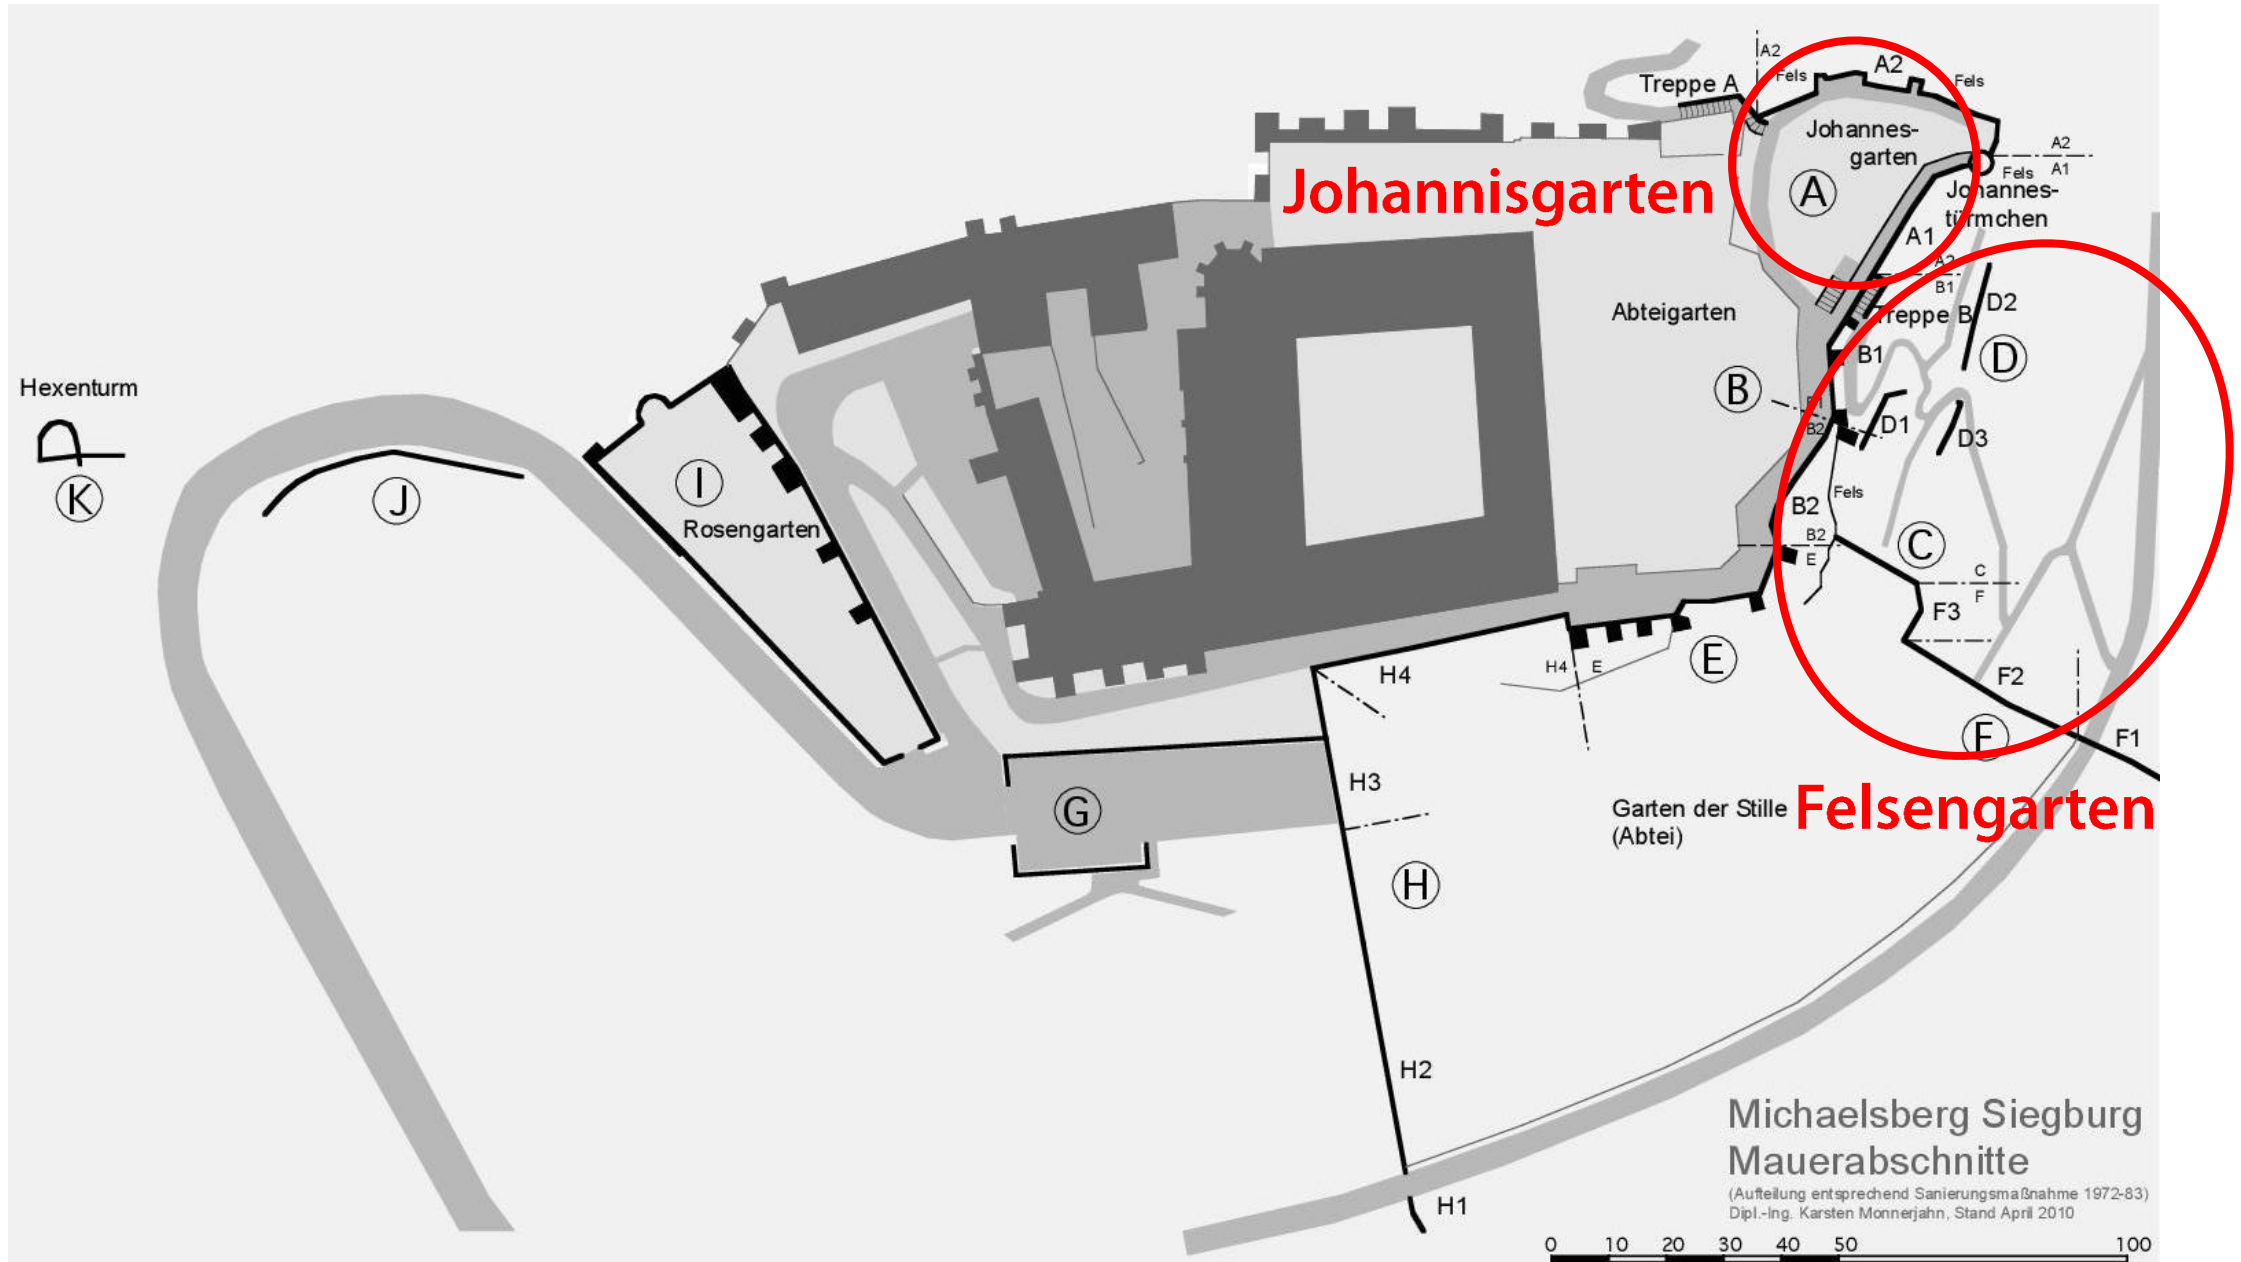 A2
Treppe A
Fels
A2
Fels
Johannes-
garten
A2
A1
Fels
Johannisgarten
A
Johannes-
türmchen
A1
A2
B1
Abteigarten
Treppe B
D2
B1
D
Hexenturm
B
B1
B2
D1
D3
K
J
I
Rosengarten
Fels
B2
B2
E
C
C
F
F3
E
H4
E
H4
F2
F
F1
H3
G
Garten der Stille
(Abtei)
Felsengarten
H
H2
H1
Michaelsberg Siegburg
Mauerabschnitte
(Aufteilung entsprechend Sanierungsmaßnahme 1972-83)
Dipl.-Ing. Karsten Monnerjahn, Stand April 2010
0 10 20 30 40 50 100